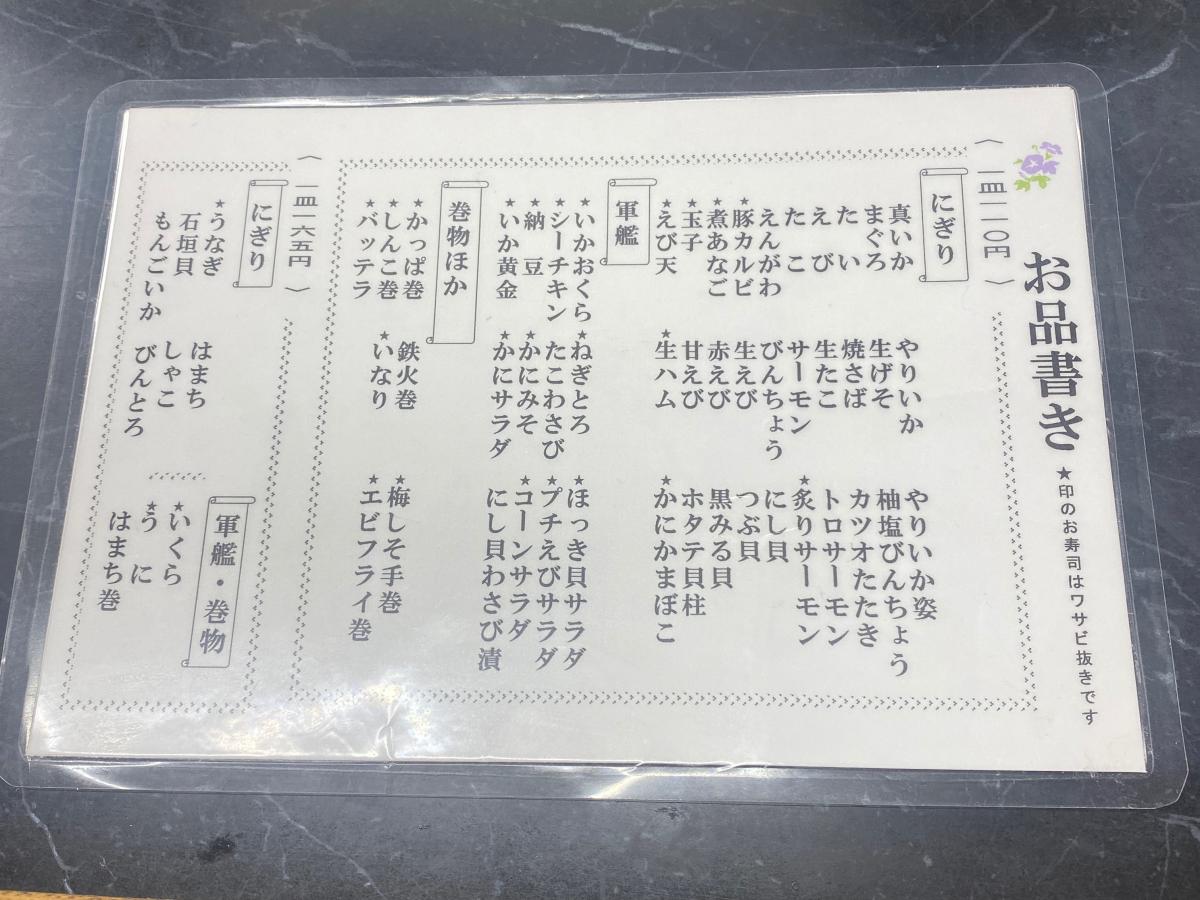 お品書き
★印のお寿司はワサビ抜きです
〈一皿一一〇円〉
にぎり
真いか
まぐろ
たい
えび
たこ
えんがわ
★豚カルビ
★煮あなご
★玉子
★えび天
やりいか
生げそ
焼さば
生たこ
サーモン
びんちょう
生えび
赤えび
甘えび
★生ハム
やりいか姿
柚塩びんちょう
カツオたたき
トロサーモン
★炙りサーモン
にし貝
つぶ貝
黒みる貝
ホタテ貝柱
★かにかまぼこ
軍艦
★いかおくら
★シーチキン
★納豆
★いか黄金
★ねぎとろ
たこわさび
★かにみそ
★かにサラダ
★ほっき貝サラダ
★プチえびサラダ
★コーンサラダ
にし貝わさび漬
巻物ほか
★かっぱ巻
★しんこ巻
★バッテラ
鉄火巻
★いなり
★梅しそ手巻
★エビフライ巻
〈一皿一六五円〉
にぎり
★うなぎ
石垣貝
もんごいか
はまち
しゃこ
びんとろ
軍艦・巻物
★いくら
★うに
はまち巻